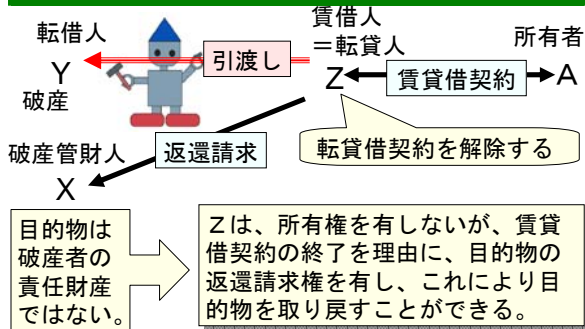 転借人
Y
破産
引渡し
賃借人
＝転貸人
Z
賃貸借契約
所有者
A
転貸借契約を解除する
破産管財人
X
返還請求
目的物は
破産者の
責任財産
ではない。
Ｚは、所有権を有しないが、賃貸
借契約の終了を理由に、目的物の
返還請求権を有し、これにより目
的物を取り戻すことができる。